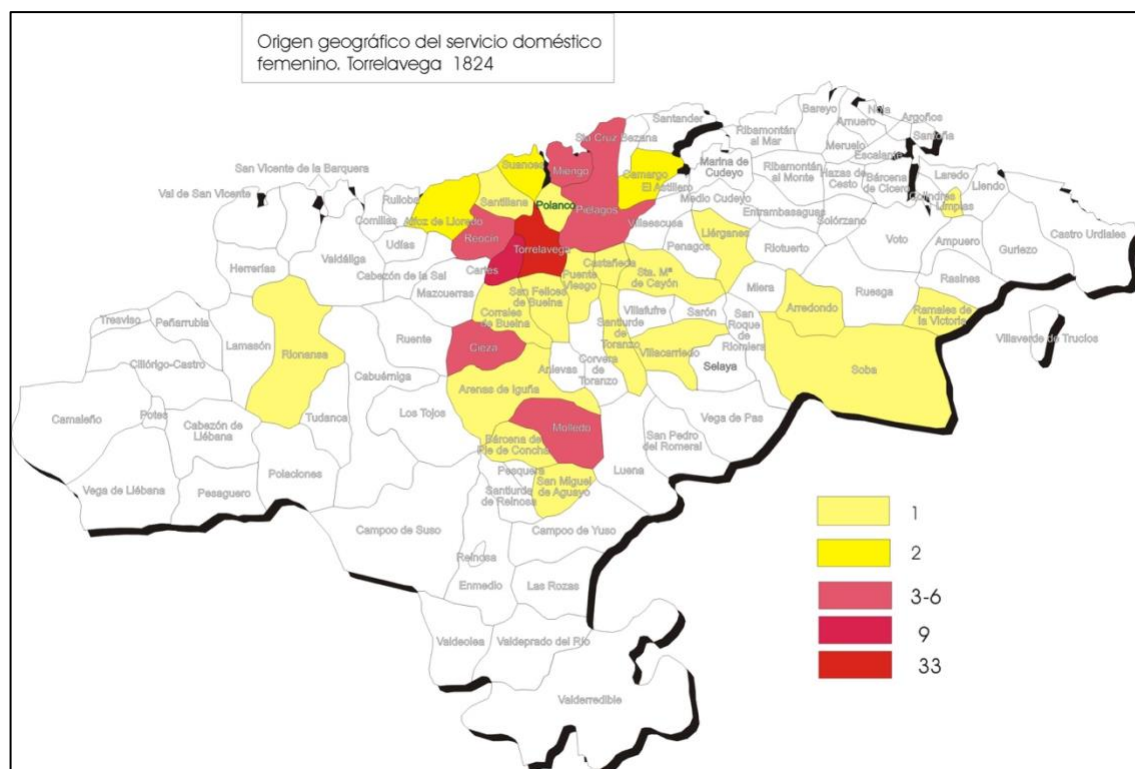 Origen geográfico del servicio doméstico
femenino. Torrelavega 1824
Santander
Sta Cruz Bezana
Bareyo
Noja
Arnuero
Argoños
Ribamontán
al Mar
Meruelo
Santoña
Escalante
San Vicente de la Barquera
Suances
Miengo
Camargo
El Astillero
Marina de
Cudeyo
Ribamontán
al Monte
Hazas de
Cesto
Bárcena
de Cicero
Laredo
Colindres
Limpias
Liendo
Val de San Vicente
Ruiloba
Comillas
Alfoz de Lloredo
Santillana
Polanco
Piélagos
Villaescusa
Medio Cudeyo
Entrambasaguas
Solórzano
Castro Urdiales
Udías
Reocín
Torrelavega
Penagos
Liérganes
Riotuerto
Voto
Ampuero
Guriezo
Herrerías
Valdáliga
Cabezón de la Sal
Cartes
Castañeda
Puente
Viesgo
Sta. Mª
de Cayón
Miera
Rasines
Mazcuerras
San Felices
de Buelna
Corrales
de Buelna
Villafufre
Sarón
San
Roque de
Riomiera
Arredondo
Ruesga
Ramales de
la Victoria
Tresviso
Peñarrubia
Lamasón
Rionansa
Ruente
Cieza
Santiurde
de Toranzo
Villacarriedo
Selaya
Villaverde de Trucios
Cillórigo-Castro
Cabuérniga
Anievas
Corvera
de
Toranzo
Soba
Camaleño
Potes
Cabezón de
Liébana
Tudanca
Los Tojos
Arenas de Iguña
Molledo
Vega de Pas
Bárcena de
Pie de Concha
San Pedro
del Romeral
Vega de Liébana
Pesaguero
Polaciones
Pesquera
Santiurde
de Reinosa
San Miguel
de Aguayo
Luena
Campoo de Suso
Campoo de Yuso
Reinosa
Enmedio
Las Rozas
Valdeolea
Valdeprado del Río
Valderredible
1
2
3-6
9
33